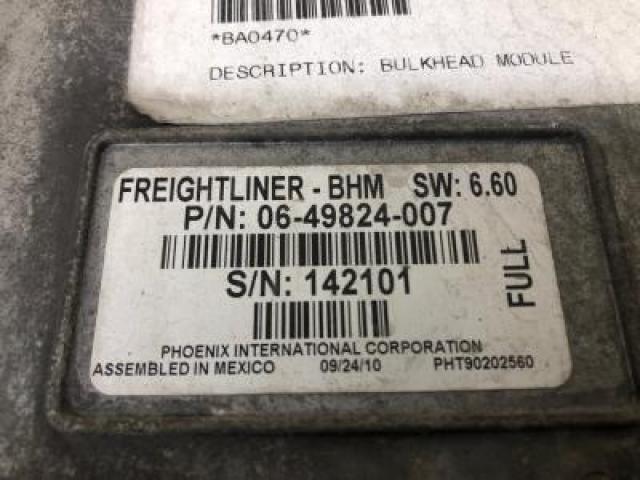 *BA0470*
DESCRIPTION: BULKHEAD MODULE
FREIGHTLINER - BHM SW: 6.60
P/N: 06-49824-007
S/N: 142101
FULL
PHOENIX INTERNATIONAL CORPORATION
ASSEMBLED IN MEXICO 09/24/10 PHT90202560